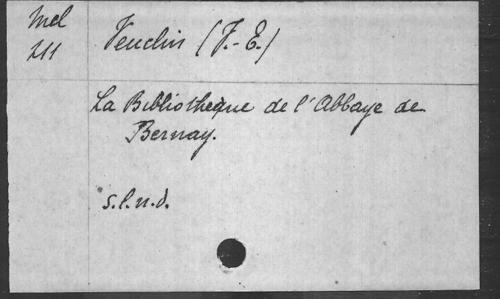 Mel
211
Veuclin (J.-E.)
La Bibliothèque de l'Abbaye de
Bernay.
s.l.n.d.